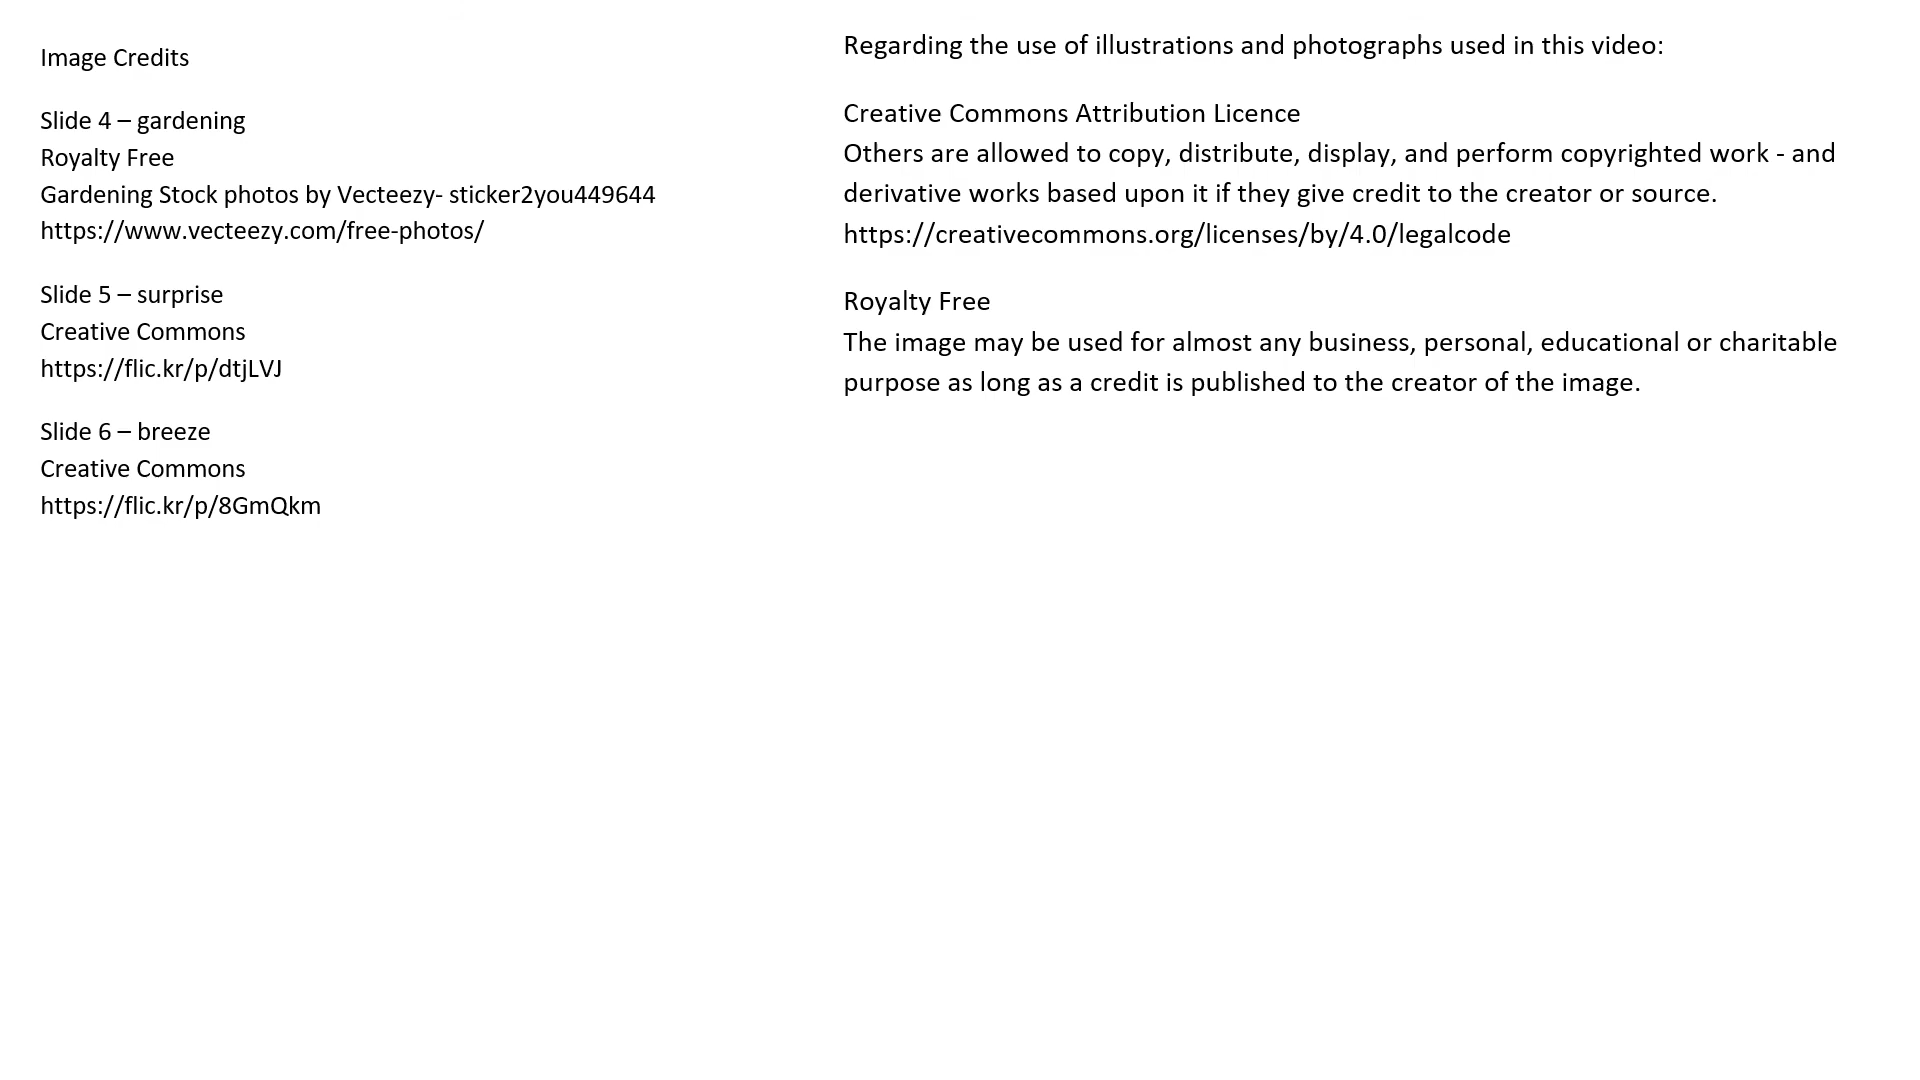 Image Credits
Slide 4 – gardening
Royalty Free
Gardening Stock photos by Vecteezy- sticker2you449644
https://www.vecteezy.com/free-photos/
Slide 5 – surprise
Creative Commons
https://flic.kr/p/dtjLVJ
Slide 6 – breeze
Creative Commons
https://flic.kr/p/8GmQkm
Regarding the use of illustrations and photographs used in this video:
Creative Commons Attribution Licence
Others are allowed to copy, distribute, display, and perform copyrighted work - and
derivative works based upon it if they give credit to the creator or source.
https://creativecommons.org/licenses/by/4.0/legalcode
Royalty Free
The image may be used for almost any business, personal, educational or charitable
purpose as long as a credit is published to the creator of the image.